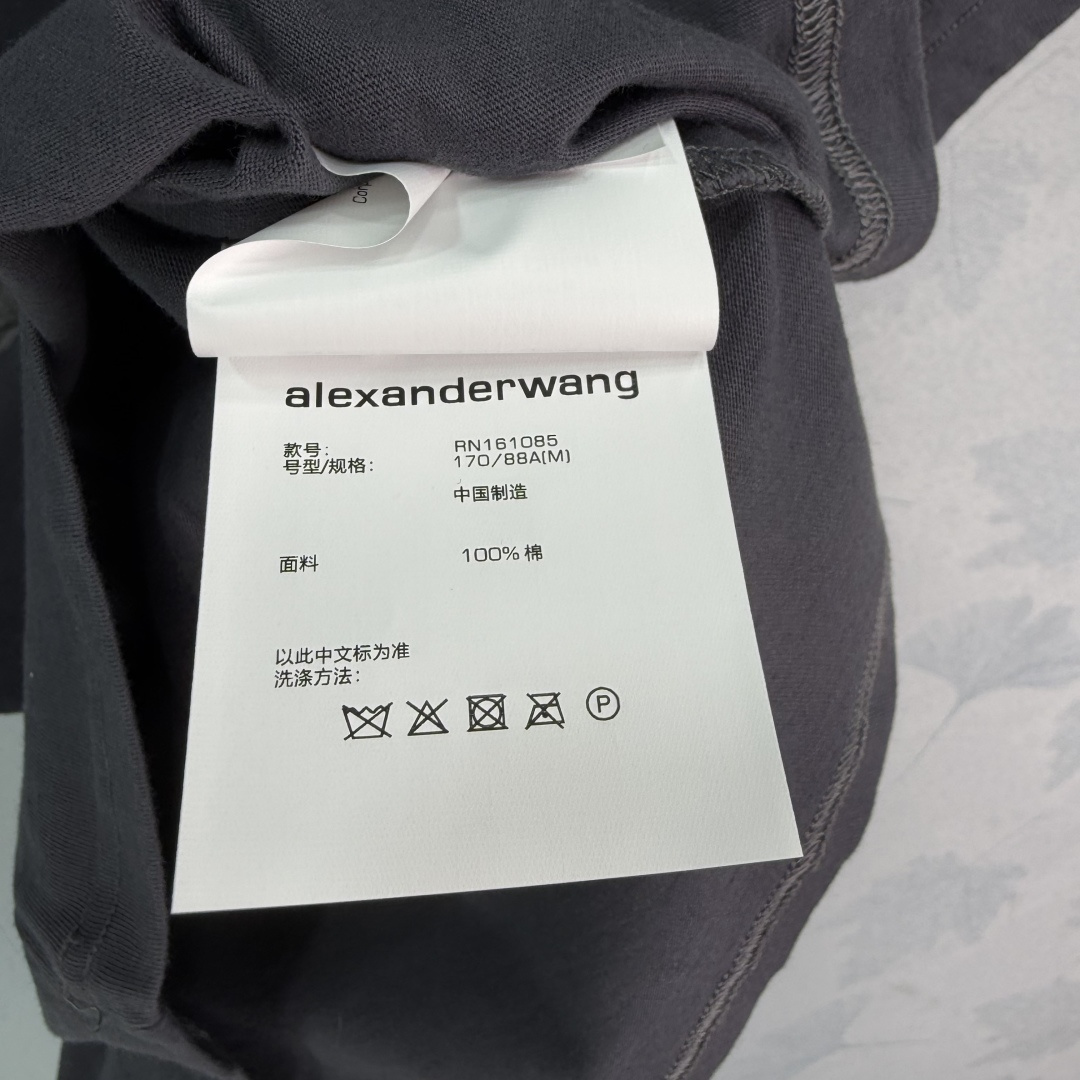 alexanderwang
款号: RN161085
号型/规格: 170/88A(M)
中国制造
面料 100% 棉
以此中文标为准
洗涤方法:
P